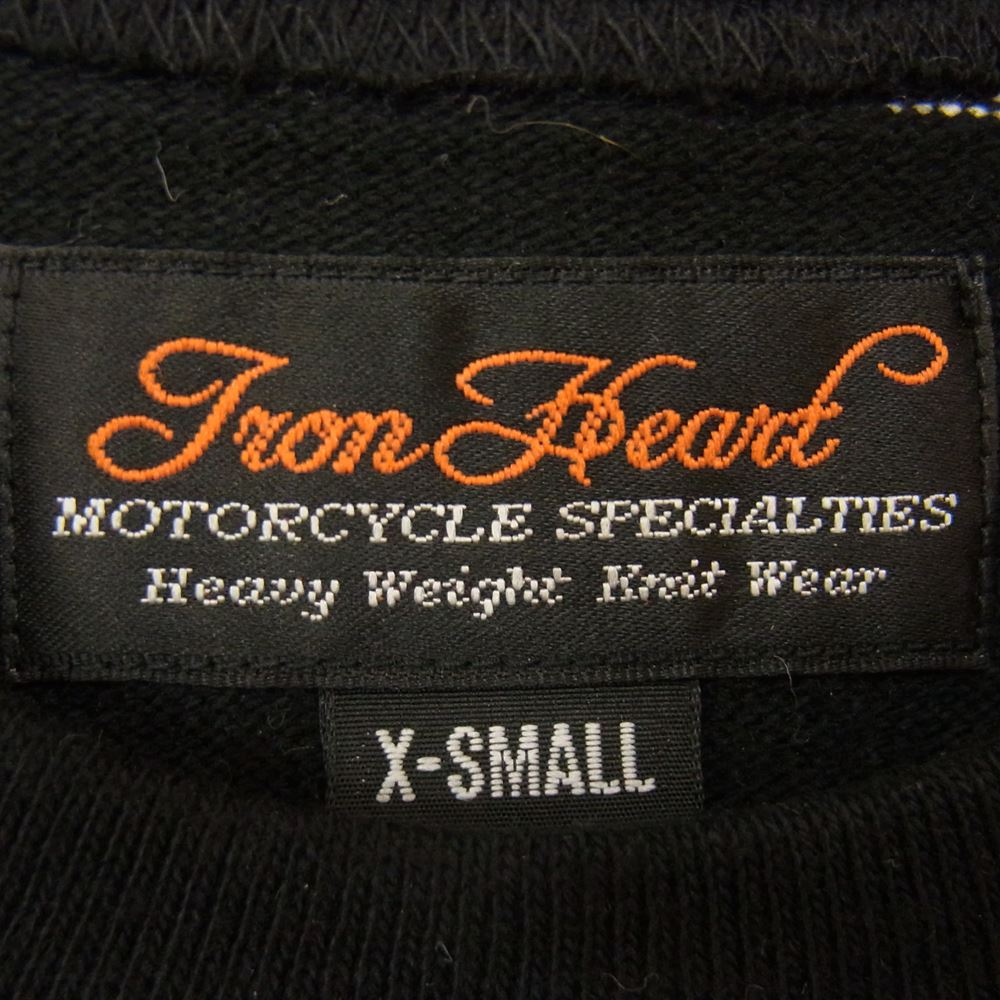 Iron Heart
MOTORCYCLE SPECIALTIES
Heavy Weight Knit Wear
X-SMALL